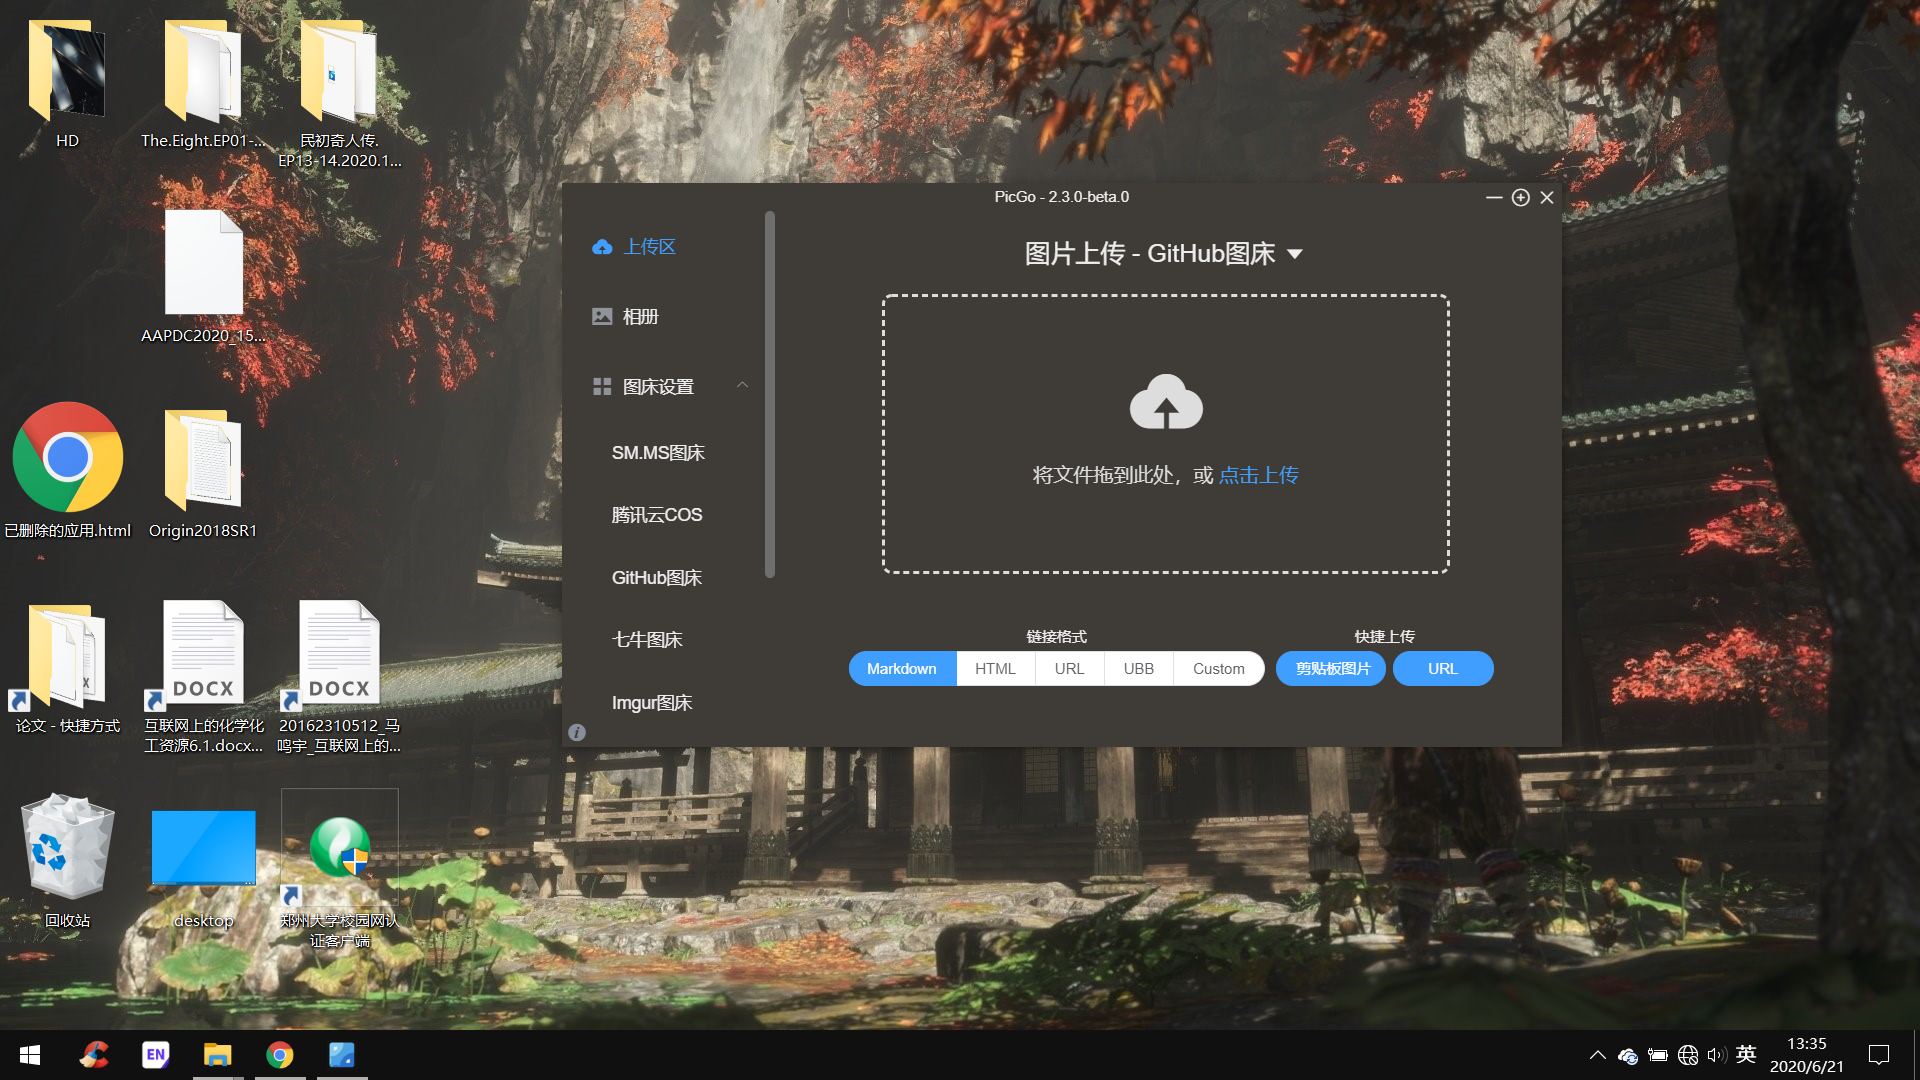 HD
The.Eight.EP01-...
民初奇人传.
EP13-14.2020.1...
AAPDC2020_15...
已删除的应用.html
Origin2018SR1
论文 - 快捷方式
DOCX
互联网上的化学化
工资源6.1.docx...
DOCX
20162310512_马
鸣宇_互联网上的...
回收站
desktop
郑州大学校园网认
证客户端
PicGo - 2.3.0-beta.0
上传区
相册
图床设置
SM.MS图床
腾讯云COS
GitHub图床
七牛图床
Imgur图床
图片上传 - GitHub图床
将文件拖到此处，或 点击上传
链接格式
Markdown HTML URL UBB Custom
快捷上传
剪贴板图片 URL
EN
英
13:35
2020/6/21